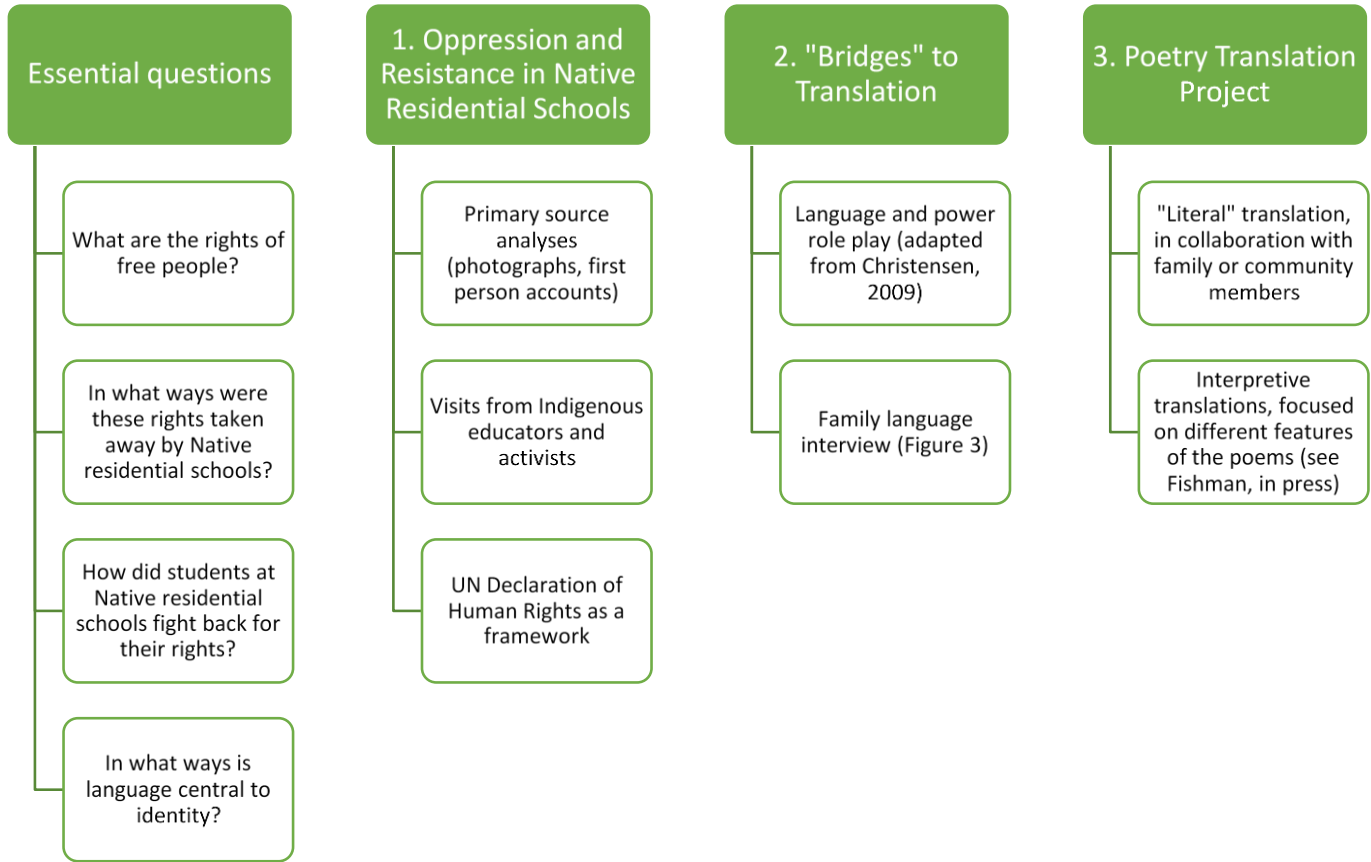 Essential questions
What are the rights of
free people?
In what ways were
these rights taken
away by Native
residential schools?
How did students at
Native residential
schools fight back for
their rights?
In what ways is
language central to
identity?
1. Oppression and
Resistance in Native
Residential Schools
Primary source
analyses
(photographs, first
person accounts)
Visits from Indigenous
educators and
activists
UN Declaration of
Human Rights as a
framework
2. "Bridges" to
Translation
Language and power
role play (adapted
from Christensen,
2009)
Family language
interview (Figure 3)
3. Poetry Translation
Project
"Literal" translation,
in collaboration with
family or community
members
Interpretive
translations, focused
on different features
of the poems (see
Fishman, in press)